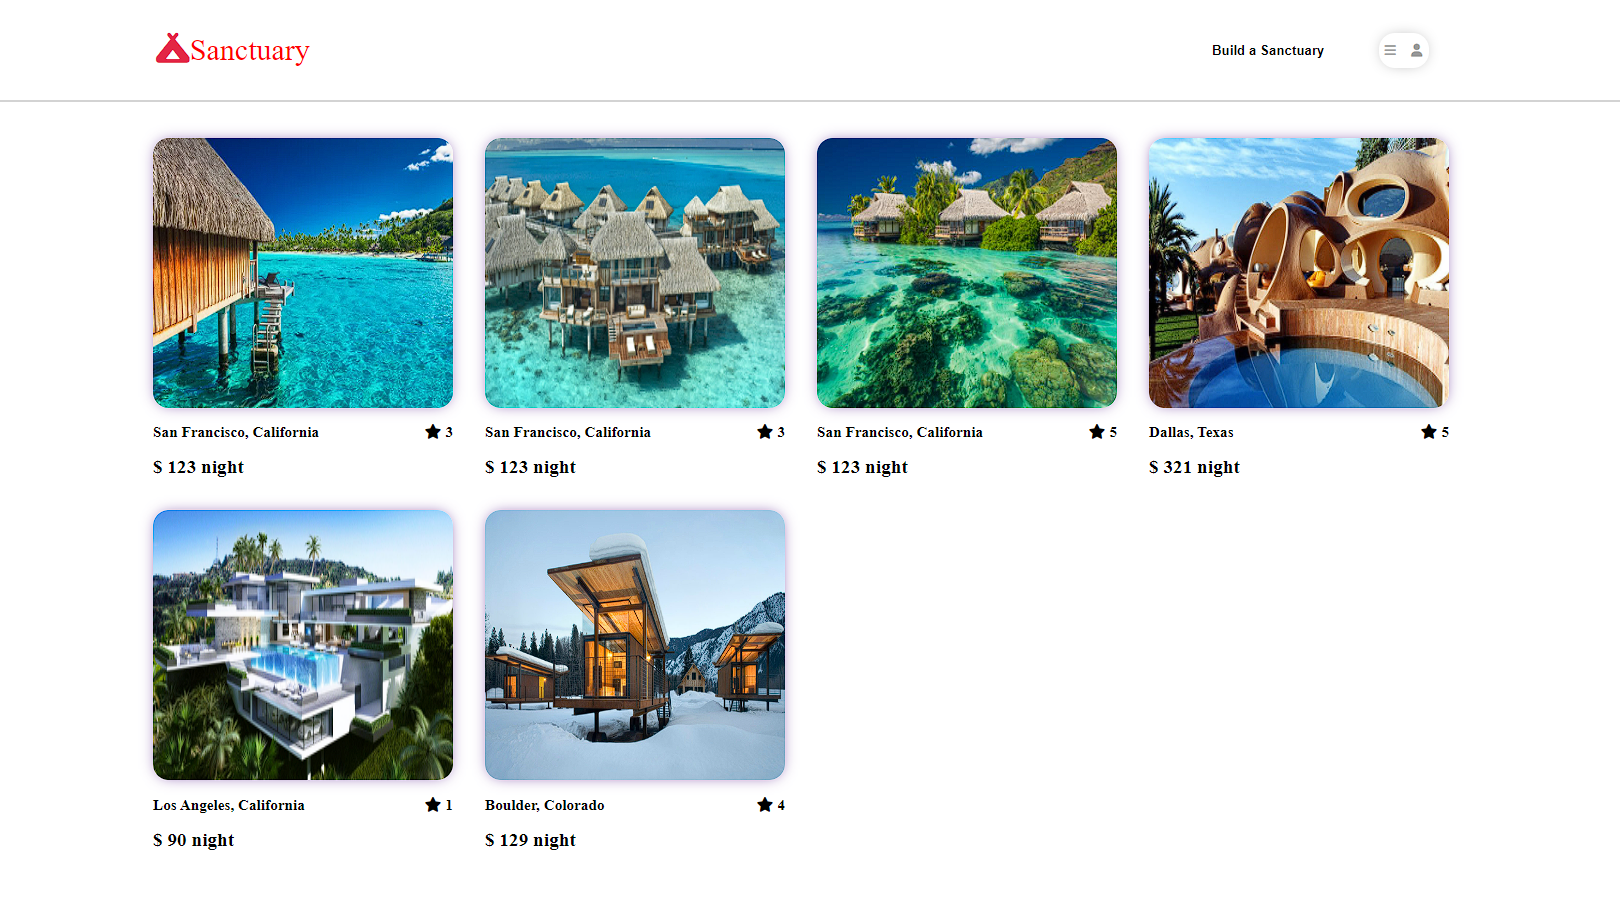 Sanctuary
Build a Sanctuary
San Francisco, California 3
$ 123 night
San Francisco, California 3
$ 123 night
San Francisco, California 5
$ 123 night
Dallas, Texas 5
$ 321 night
Los Angeles, California 1
$ 90 night
Boulder, Colorado 4
$ 129 night